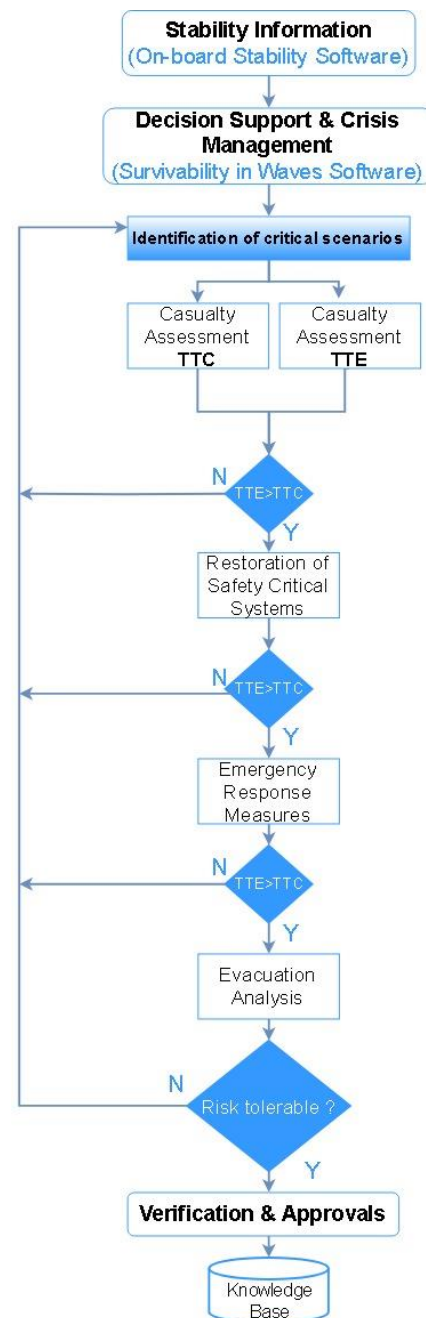 Stability Information
(On-board Stability Software)
Decision Support & Crisis
Management
(Survivability in Waves Software)
Identification of critical scenarios
Casualty
Assessment
TTC
Casualty
Assessment
TTE
N
TTE>TTC
Y
Restoration of
Safety Critical
Systems
N
TTE>TTC
Y
Emergency
Response
Measures
N
TTE>TTC
Y
Evacuation
Analysis
N
Risk tolerable ?
Y
Verification & Approvals
Knowledge
Base